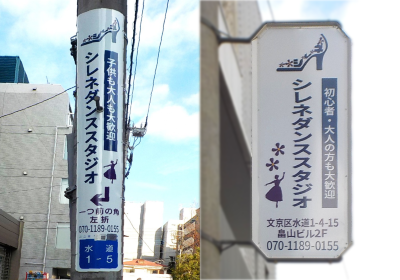 子供も大人も大歓迎
シレネダンススタジオ
一つ前の角
左折
070-1189-0155
水道
1-5
初心者・大人の方も大歓迎
シレネダンススタジオ
文京区水道1-4-15
畠山ビル2F
070-1189-0155